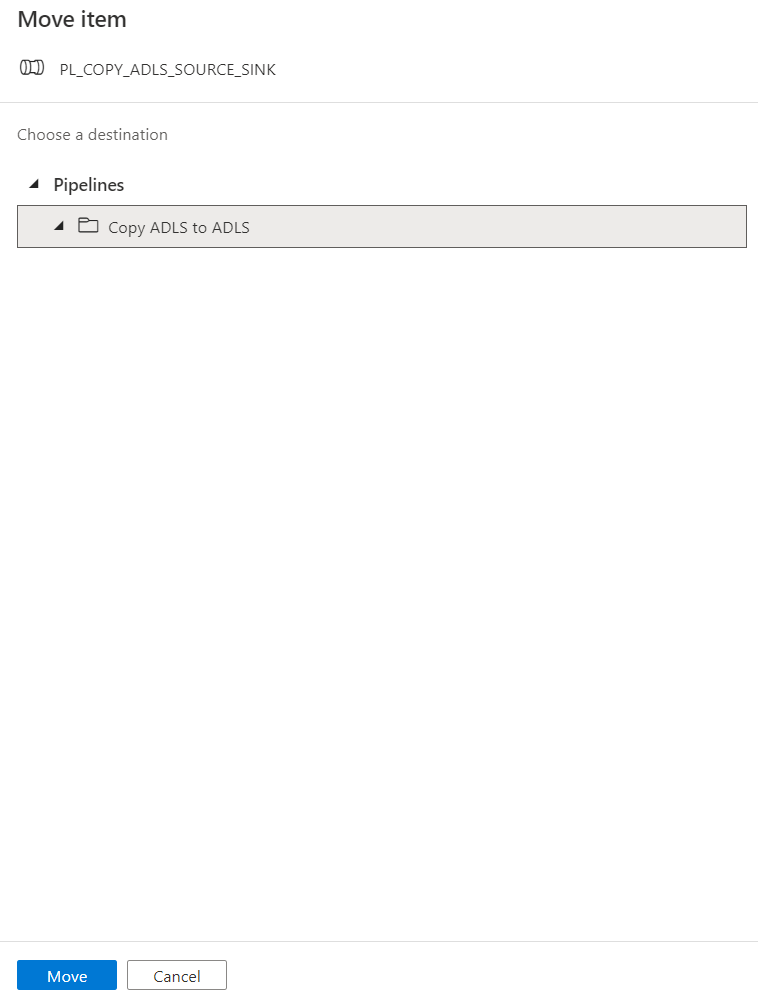 Move item
PL_COPY_ADLS_SOURCE_SINK
Choose a destination
Pipelines
Copy ADLS to ADLS
Move Cancel